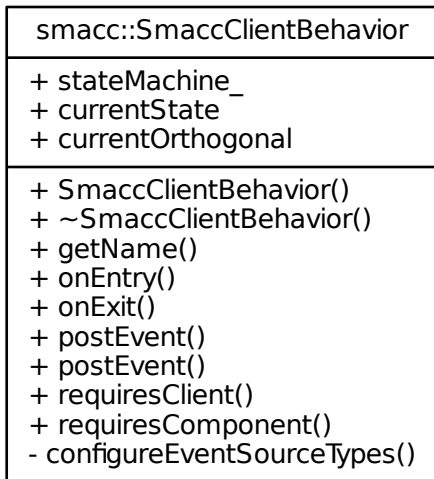 smacc::SmaccClientBehavior
+ stateMachine_
+ currentState
+ currentOrthogonal
+ SmaccClientBehavior()
+ ~SmaccClientBehavior()
+ getName()
+ onEntry()
+ onExit()
+ postEvent()
+ postEvent()
+ requiresClient()
+ requiresComponent()
- configureEventSourceTypes()